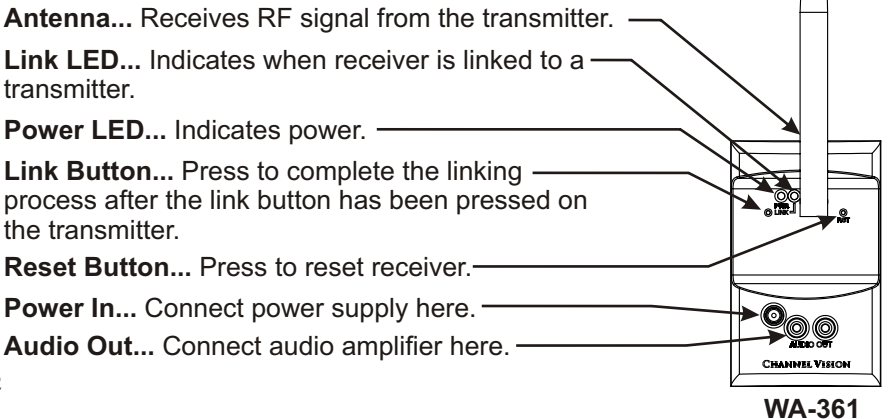 Antenna... Receives RF signal from the transmitter.
Link LED... Indicates when receiver is linked to a
transmitter.
Power LED... Indicates power.
Link Button... Press to complete the linking
process after the link button has been pressed on
the transmitter.
Reset Button... Press to reset receiver.
Power In... Connect power supply here.
Audio Out... Connect audio amplifier here.
PWR
LINK
RST
AUDIO OUT
CHANNEL VISION
WA-361